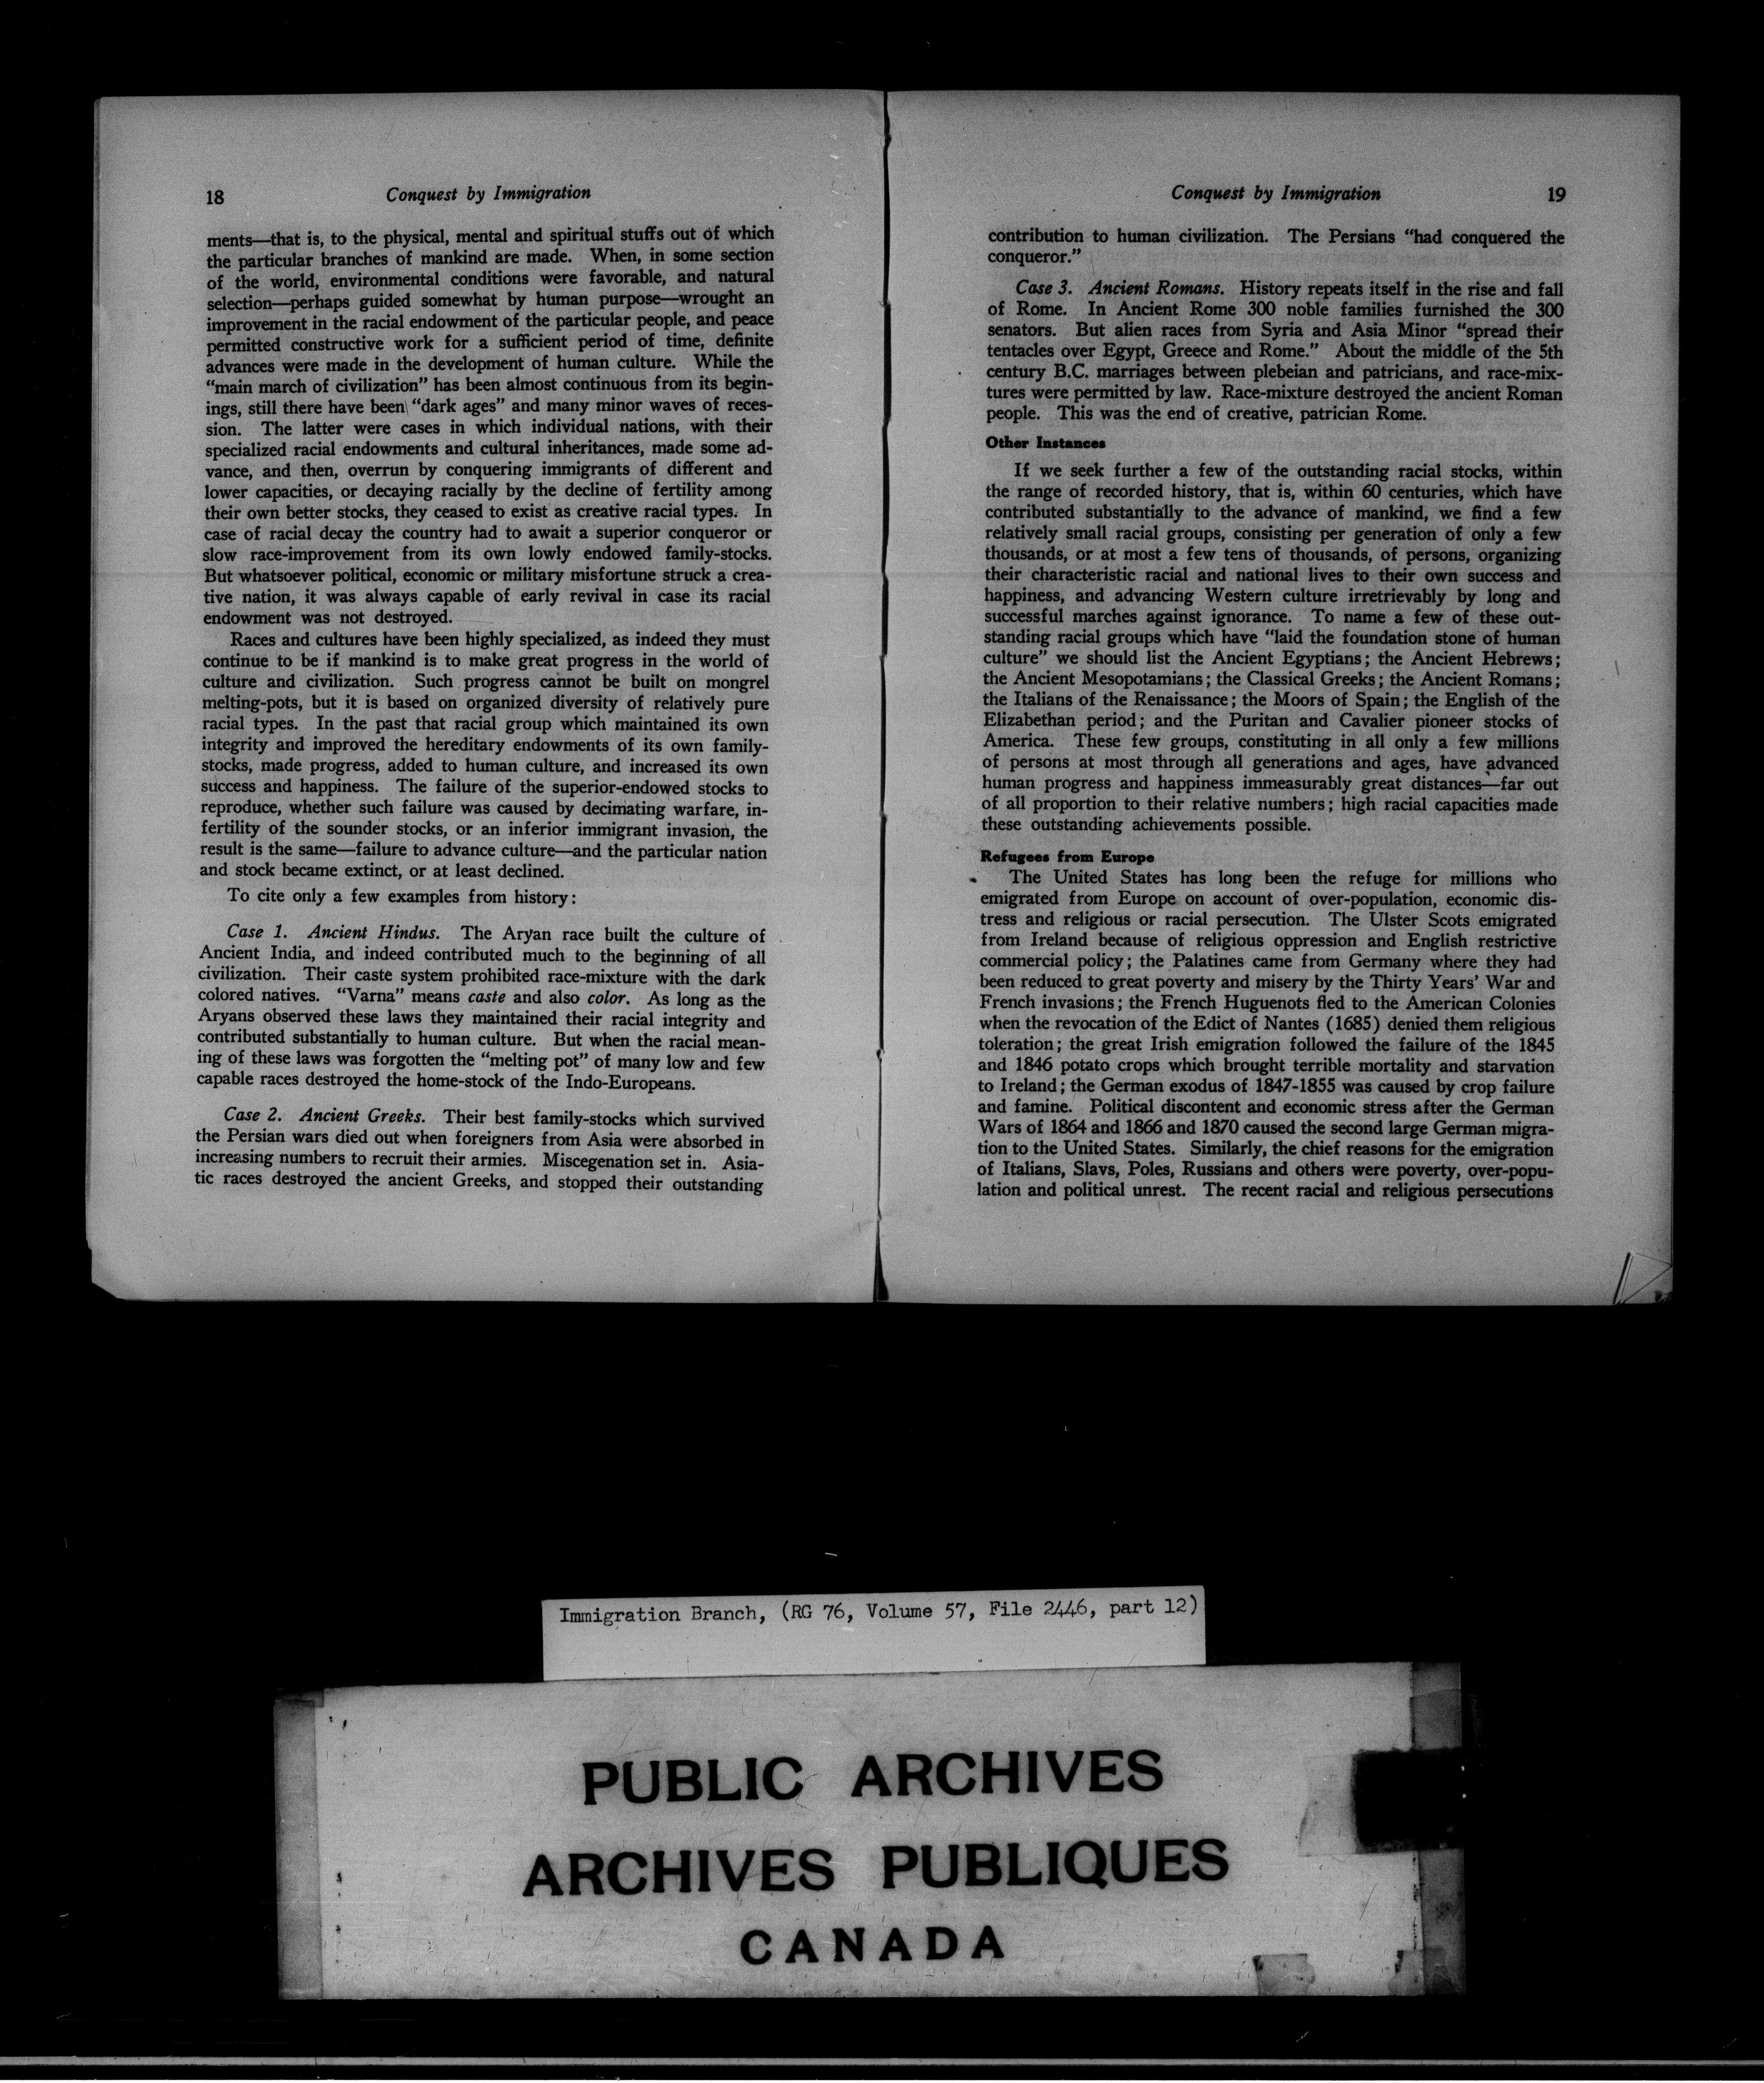 18
Conquest by Immigration
ments—that is, to the physical, mental and spiritual stuffs out of which
the particular branches of mankind are made. When, in some section
of the world, environmental conditions were favorable, and natural
selection—perhaps guided somewhat by human purpose—wrought an
improvement in the racial endowment of the particular people, and peace
permitted constructive work for a sufficient period of time, definite
advances were made in the development of human culture. While the
“main march of civilization” has been almost continuous from its begin-
ings, still there have been “dark ages” and many minor waves of reces-
sion. The latter were cases in which individual nations, with their
specialized racial endowments and cultural inheritances, made some ad-
vance, and then, overrun by conquering immigrants of different and
lower capacities, or decaying racially by the decline of fertility among
their own better stocks, they ceased to exist as creative racial types. In
case of racial decay the country had to await a superior conqueror or
slow race-improvement from its own lowly endowed family-stocks.
But whatsoever political, economic or military misfortune struck a crea-
tive nation, it was always capable of early revival in case its racial
endowment was not destroyed.
Races and cultures have been highly specialized, as indeed they must
continue to be if mankind is to make great progress in the world of
culture and civilization. Such progress cannot be built on mongrel
melting-pots, but it is based on organized diversity of relatively pure
racial types. In the past that racial group which maintained its own
integrity and improved the hereditary endowments of its own family-
stocks, made progress, added to human culture, and increased its own
success and happiness. The failure of the superior-endowed stocks to
reproduce, whether such failure was caused by decimating warfare, in-
fertility of the sounder stocks, or an inferior immigrant invasion, the
result is the same—failure to advance culture—and the particular nation
and stock became extinct, or at least declined.
To cite only a few examples from history:
Case 1. Ancient Hindus. The Aryan race built the culture of
Ancient India, and indeed contributed much to the beginning of all
civilization. Their caste system prohibited race-mixture with the dark
colored natives. “Varna” means caste and also color. As long as the
Aryans observed these laws they maintained their racial integrity and
contributed substantially to human culture. But when the racial mean-
ing of these laws was forgotten the “melting pot” of many low and few
capable races destroyed the home-stock of the Indo-Europeans.
Case 2. Ancient Greeks. Their best family-stocks which survived
the Persian wars died out when foreigners from Asia were absorbed in
increasing numbers to recruit their armies. Miscegenation set in. Asia-
tic races destroyed the ancient Greeks, and stopped their outstanding
Conquest by Immigration
19
contribution to human civilization. The Persians “had conquered the
conqueror.”
Case 3. Ancient Romans. History repeats itself in the rise and fall
of Rome. In Ancient Rome 300 noble families furnished the 300
senators. But alien races from Syria and Asia Minor “spread their
tentacles over Egypt, Greece and Rome.” About the middle of the 5th
century B.C. marriages between plebeian and patricians, and race-mix-
tures were permitted by law. Race-mixture destroyed the ancient Roman
people. This was the end of creative, patrician Rome.
Other Instances
If we seek further a few of the outstanding racial stocks, within
the range of recorded history, that is, within 60 centuries, which have
contributed substantially to the advance of mankind, we find a few
relatively small racial groups, consisting per generation of only a few
thousands, or at most a few tens of thousands, of persons, organizing
their characteristic racial and national lives to their own success and
happiness, and advancing Western culture irretrievably by long and
successful marches against ignorance. To name a few of these out-
standing racial groups which have “laid the foundation stone of human
culture” we should list the Ancient Egyptians; the Ancient Hebrews;
the Ancient Mesopotamians; the Classical Greeks; the Ancient Romans;
the Italians of the Renaissance; the Moors of Spain; the English of the
Elizabethan period; and the Puritan and Cavalier pioneer stocks of
America. These few groups, constituting in all only a few millions
of persons at most through all generations and ages, have advanced
human progress and happiness immeasurably great distances—far out
of all proportion to their relative numbers; high racial capacities made
these outstanding achievements possible.
Refugees from Europe
The United States has long been the refuge for millions who
emigrated from Europe on account of over-population, economic dis-
tress and religious or racial persecution. The Ulster Scots emigrated
from Ireland because of religious oppression and English restrictive
commercial policy; the Palatines came from Germany where they had
been reduced to great poverty and misery by the Thirty Years’ War and
French invasions; the French Huguenots fled to the American Colonies
when the revocation of the Edict of Nantes (1685) denied them religious
toleration; the great Irish emigration followed the failure of the 1845
and 1846 potato crops which brought terrible mortality and starvation
to Ireland; the German exodus of 1847-1855 was caused by crop failure
and famine. Political discontent and economic stress after the German
Wars of 1864 and 1866 and 1870 caused the second large German migra-
tion to the United States. Similarly, the chief reasons for the emigration
of Italians, Slavs, Poles, Russians and others were poverty, over-popu-
lation and political unrest. The recent racial and religious persecutions
Immigration Branch, (RG 76, Volume 57, File 2446, part 12)
PUBLIC ARCHIVES
ARCHIVES PUBLIQUES
CANADA